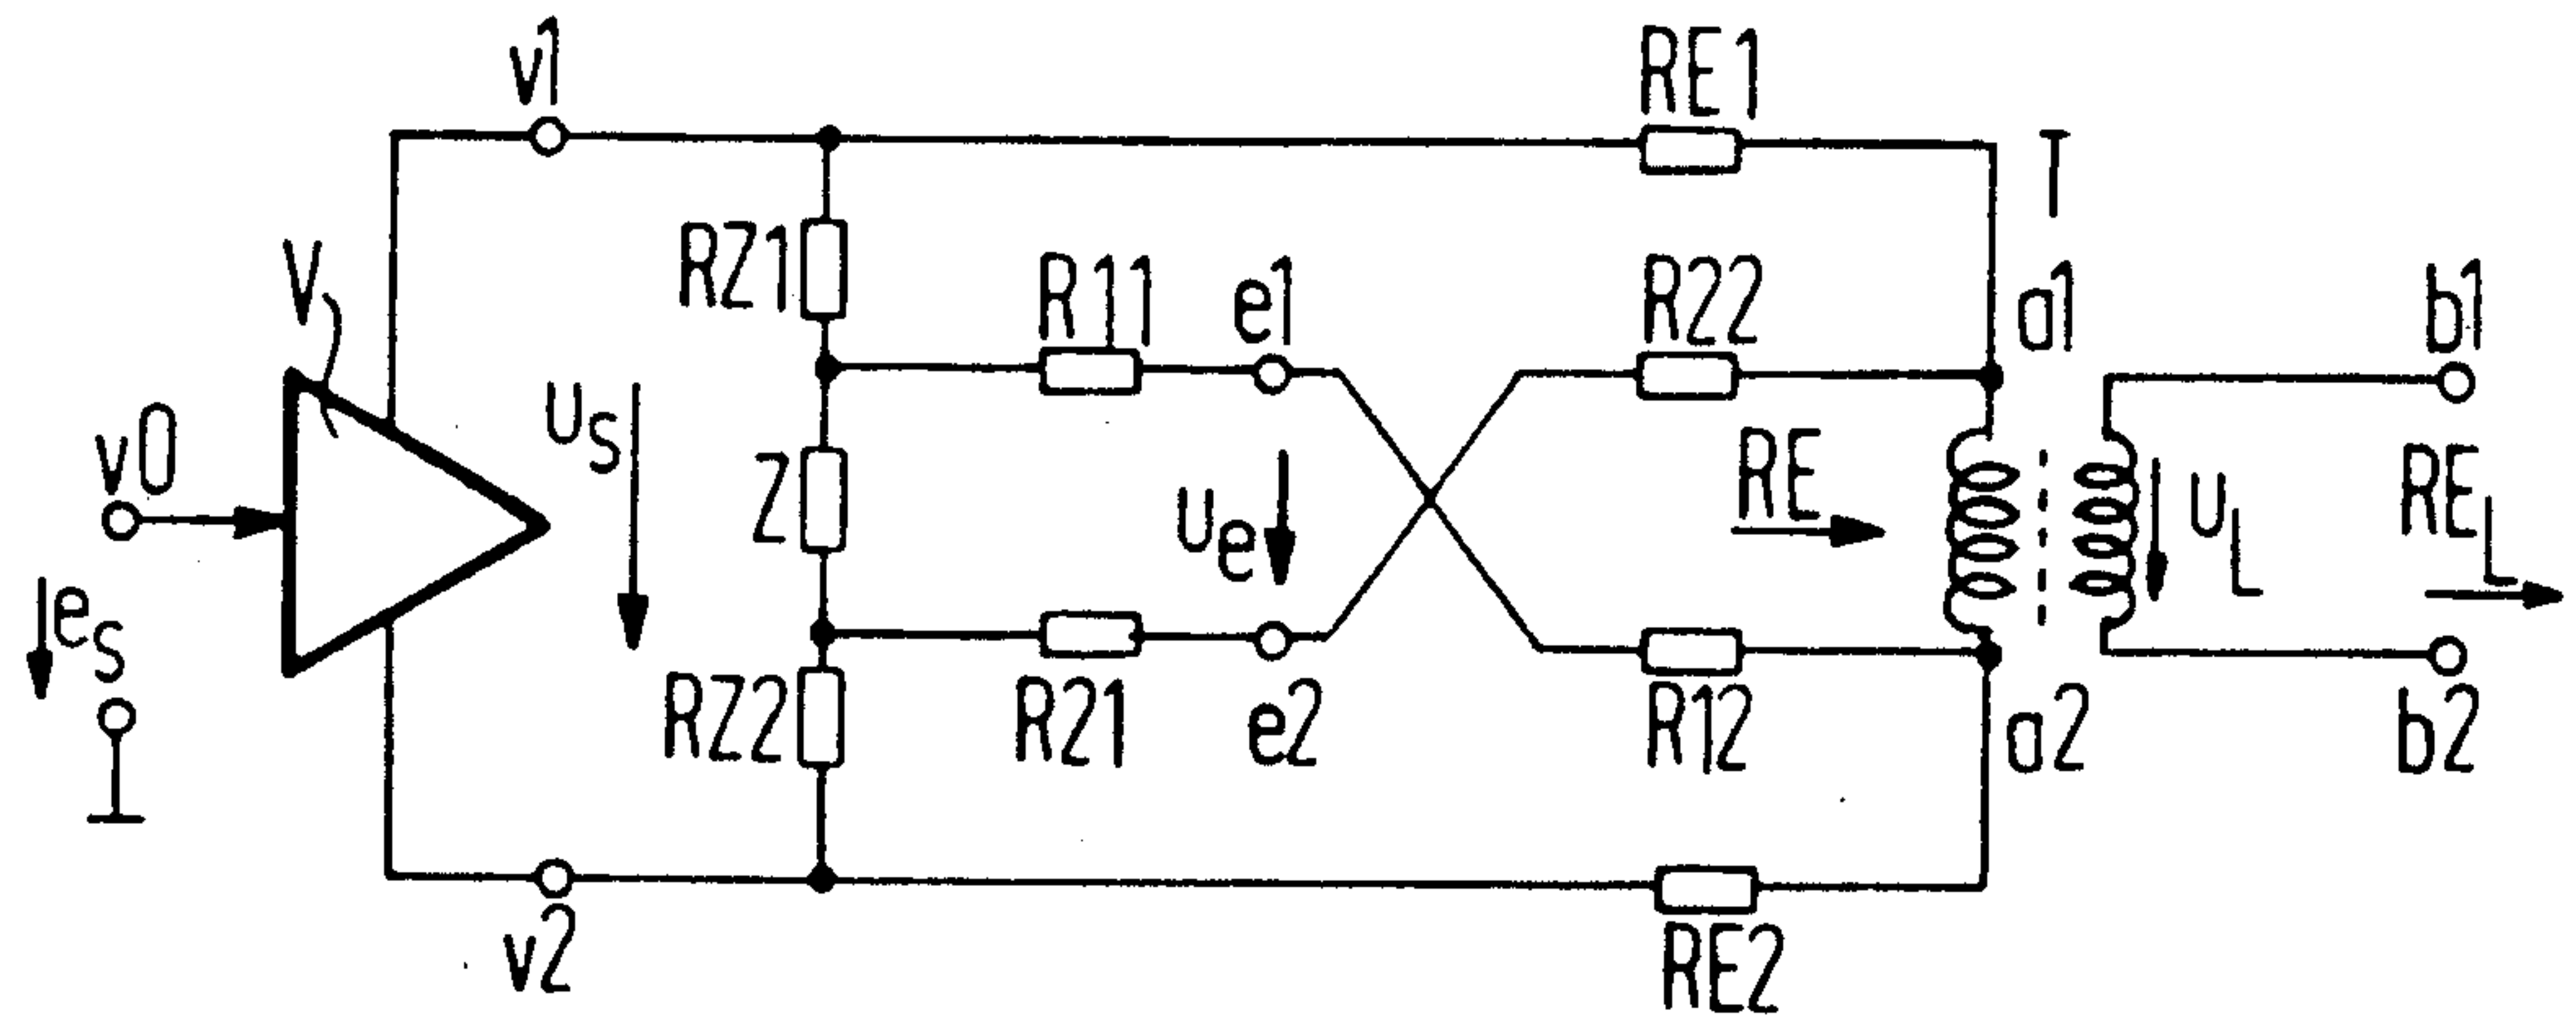 v1
RE1
T
V
RZ1
R11
e1
R22
a1
b1
v0
uS
Z
ue
RE
uL
REL
eS
RZ2
R21
e2
R12
a2
b2
v2
RE2